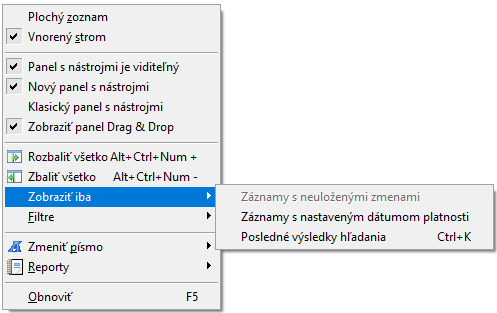 Plochý zoznam
Vnorený strom
Panel s nástrojmi je viditeľný
Nový panel s nástrojmi
Klasický panel s nástrojmi
Zobraziť panel Drag & Drop
Rozbaliť všetko Alt+Ctrl+Num +
Zbaliť všetko Alt+Ctrl+Num -
Zobraziť iba
Filtre
Zmeniť písmo
Reporty
Obnoviť F5
Záznamy s neuloženými zmenami
Záznamy s nastaveným dátumom platnosti
Posledné výsledky hľadania Ctrl+K